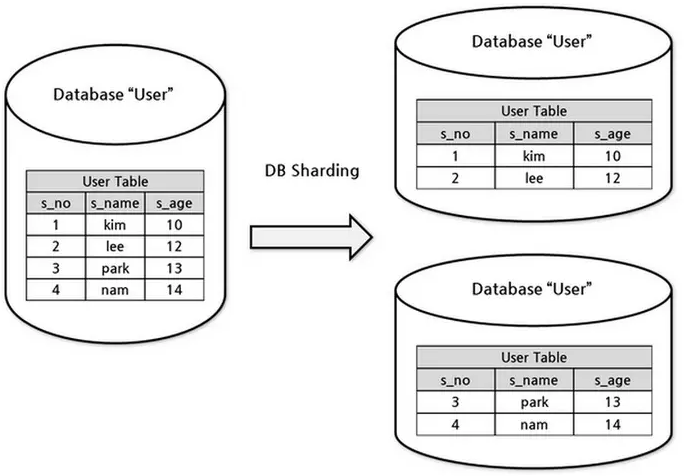 Database “User”
User Table
s_no s_name s_age
1 kim 10
2 lee 12
3 park 13
4 nam 14
DB Sharding
Database “User”
User Table
s_no s_name s_age
1 kim 10
2 lee 12
Database “User”
User Table
s_no s_name s_age
3 park 13
4 nam 14